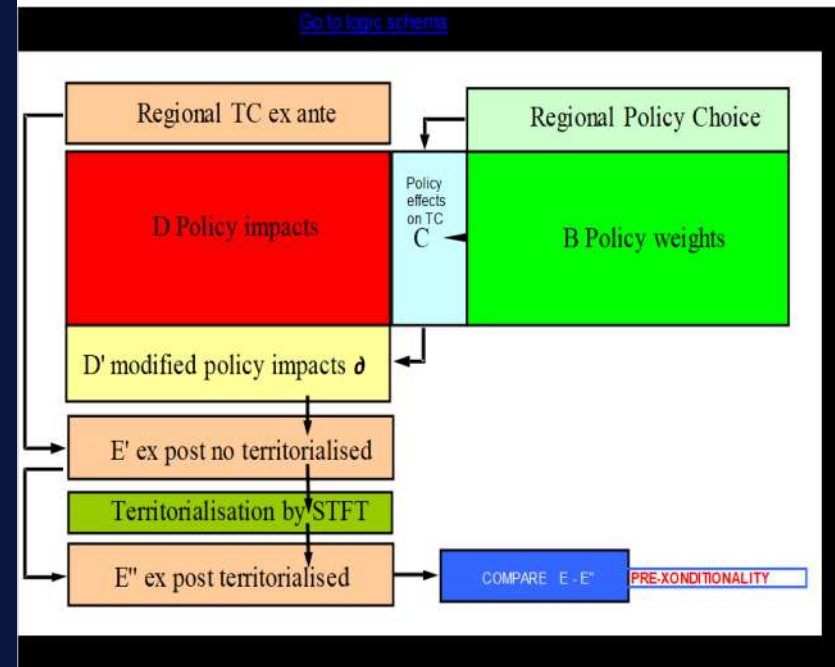 Go to logic schema
Regional TC ex ante
Regional Policy Choice
D Policy impacts
Policy
effects
on TC
C
B Policy weights
D' modified policy impacts ∂
E' ex post no territorialised
Territorialisation by STFT
E" ex post territorialised
COMPARE E - E"
PRE-XONDITIONALITY